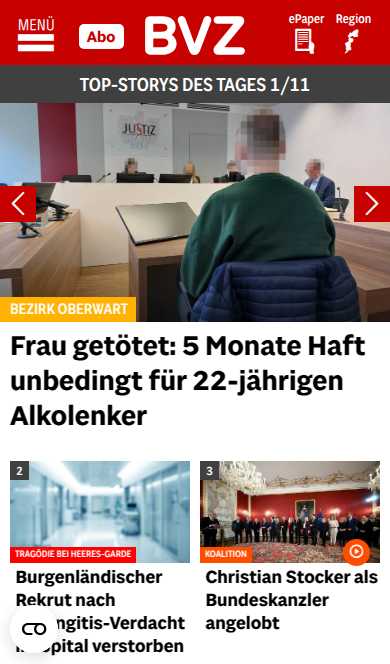 MENÜ
Abo
BVZ
ePaper
Region
TOP-STORYS DES TAGES 1/11
JUSTIZ
BEZIRK OBERWART
Frau getötet: 5 Monate Haft
unbedingt für 22-jährigen
Alkolenker
2
TRAGÖDIE BEI HEERES-GARDE
Burgenländischer
Rekrut nach
ngitis-Verdacht
pital verstorben
3
KOALITION
Christian Stocker als
Bundeskanzler
angelobt